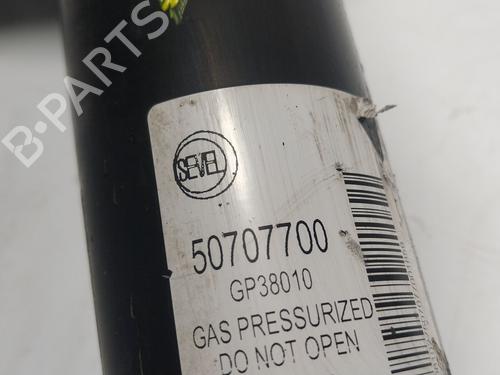 B-PARTS
SEVEL
50707700
GP38010
GAS PRESSURIZED
DO NOT OPEN